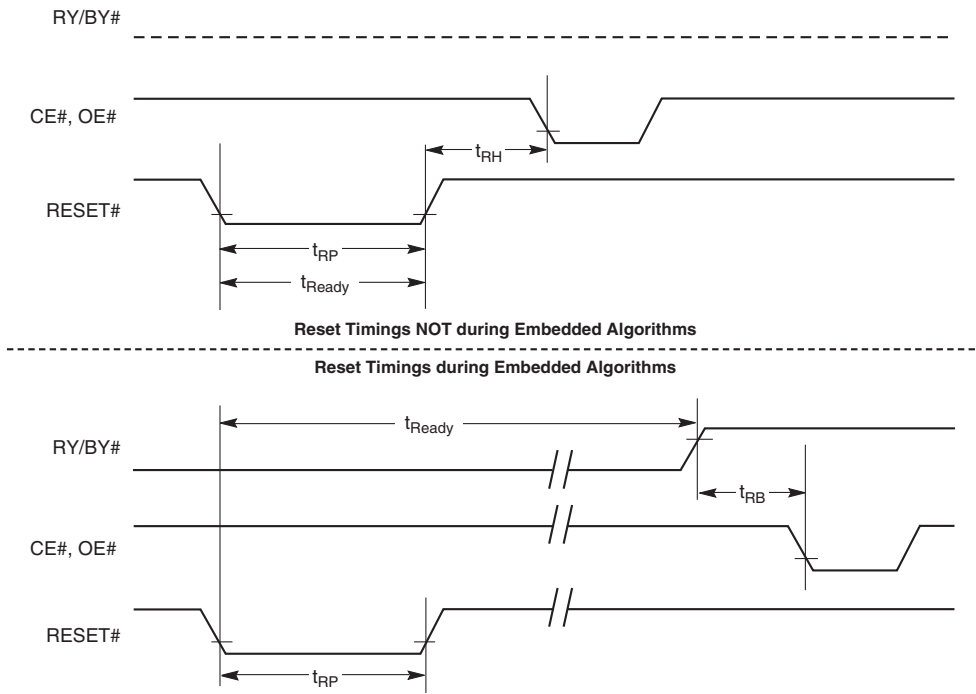 RY/BY#
CE#, OE#
tRH
RESET#
tRP
tReady
Reset Timings NOT during Embedded Algorithms
Reset Timings during Embedded Algorithms
tReady
RY/BY#
tRB
CE#, OE#
RESET#
tRP